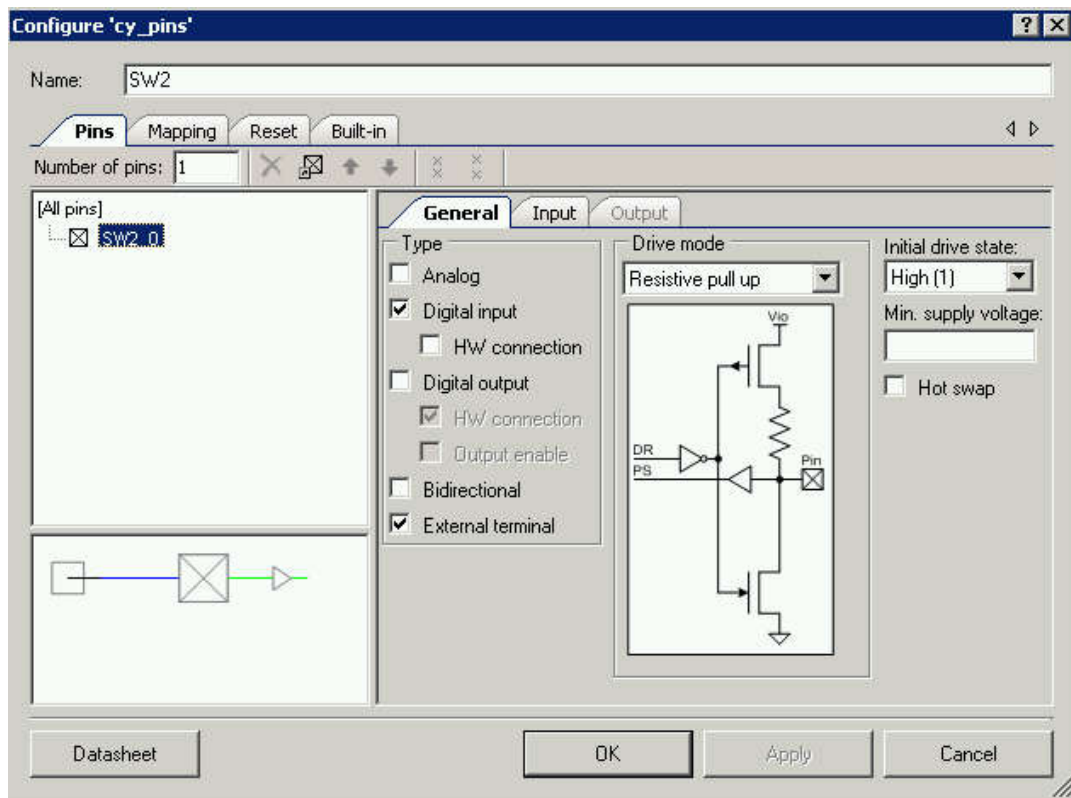 Configure 'cy_pins'
Name: SW2
Pins Mapping Reset Built-in
Number of pins: 1
[All pins]
SW2_0
General Input Output
Type
Analog
Digital input
HW connection
Digital output
HW connection
Output enable
Bidirectional
External terminal
Drive mode
Resistive pull up
Vio
DR
PS
Pin
Initial drive state:
High (1)
Min. supply voltage:
Hot swap
Datasheet OK Apply Cancel